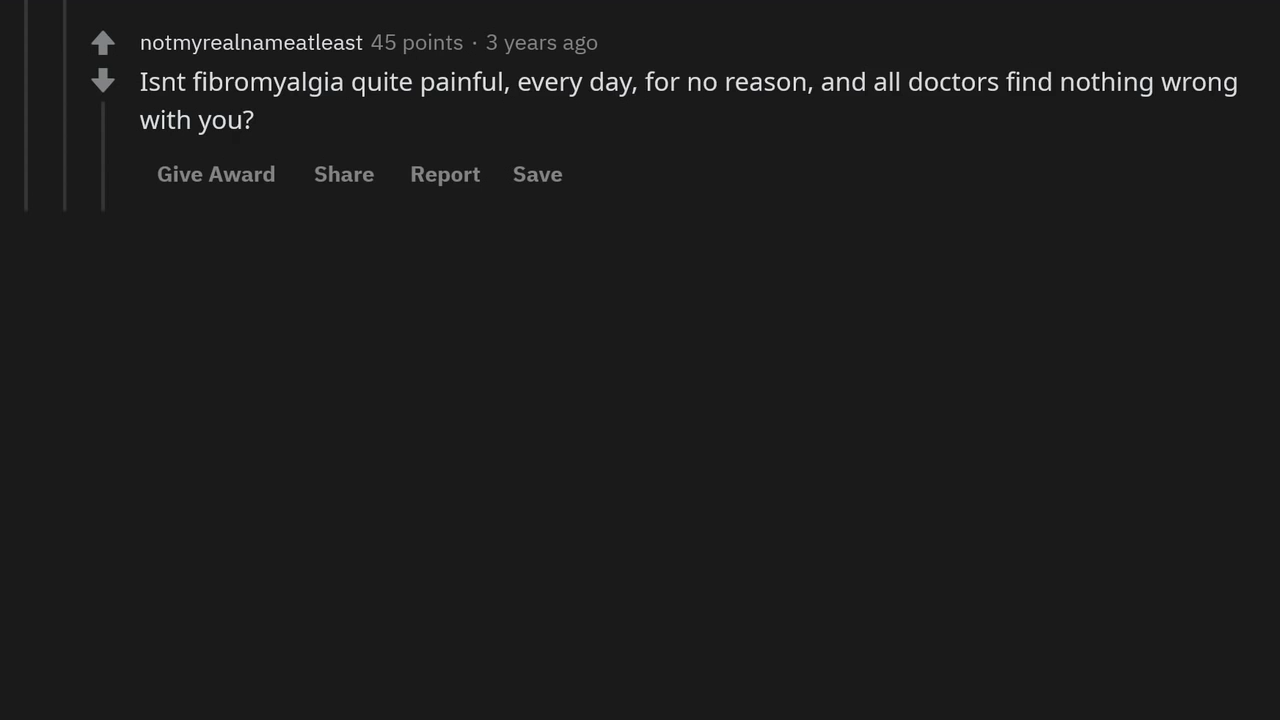 notmyrealnameatleast 45 points · 3 years ago
Isnt fibromyalgia quite painful, every day, for no reason, and all doctors find nothing wrong
with you?
Give Award Share Report Save